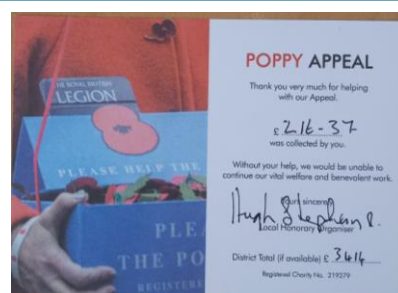 THE ROYAL BRITISH
LEGION
PLEASE HELP THE
PLEA
THE PO
REGISTERE
POPPY APPEAL
Thank you very much for helping
with our Appeal.
£ 216-37
was collected by you.
Without your help, we would be unable to
continue our vital welfare and benevolent work.
Yours sincerely
Hugh Stephens
Local Honorary Organiser
District Total (if available) £ 3414
Registered Charity No. 219279